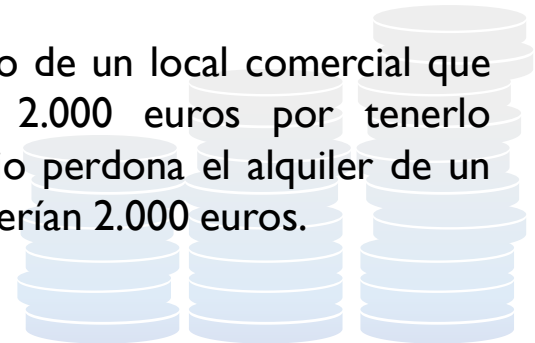 o de un local comercial que
2.000 euros por tenerlo
o perdona el alquiler de un
erían 2.000 euros.